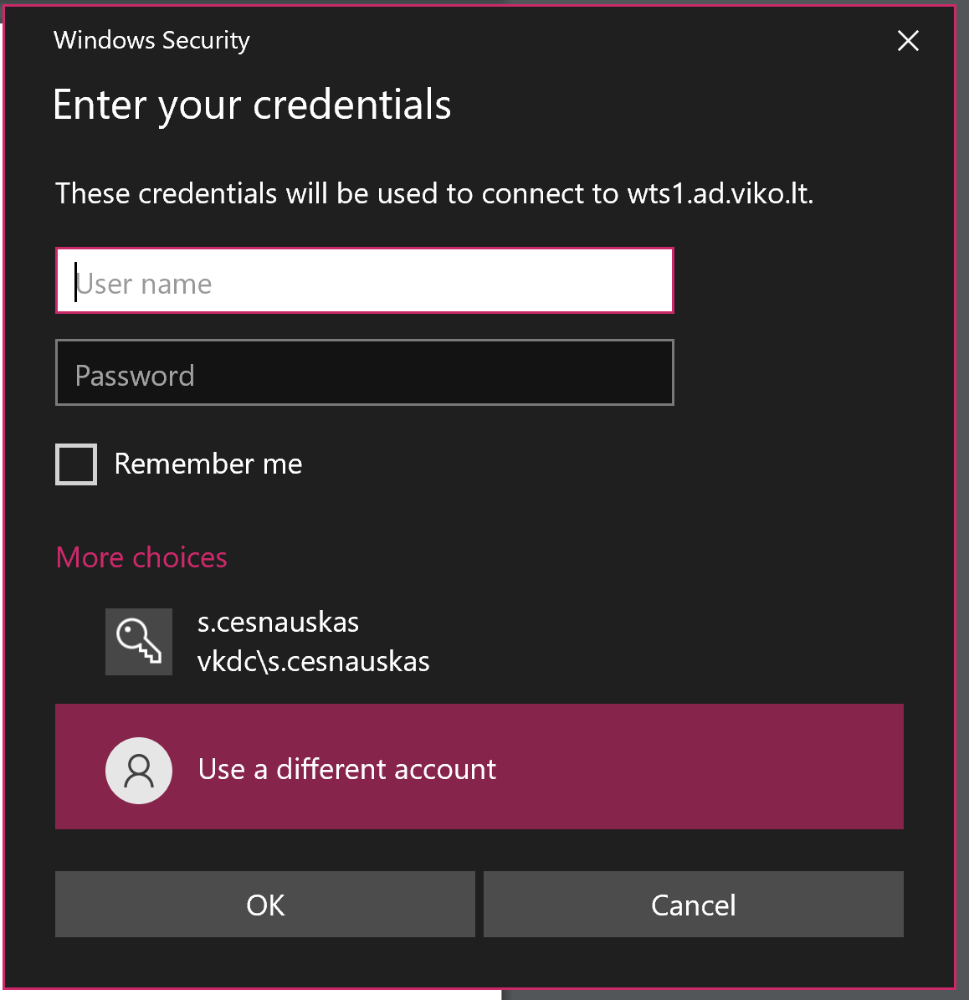 Windows Security
Enter your credentials
These credentials will be used to connect to wts1.ad.viko.lt.
User name
Password
Remember me
More choices
s.cesnauskas
vkdc\s.cesnauskas
Use a different account
OK
Cancel